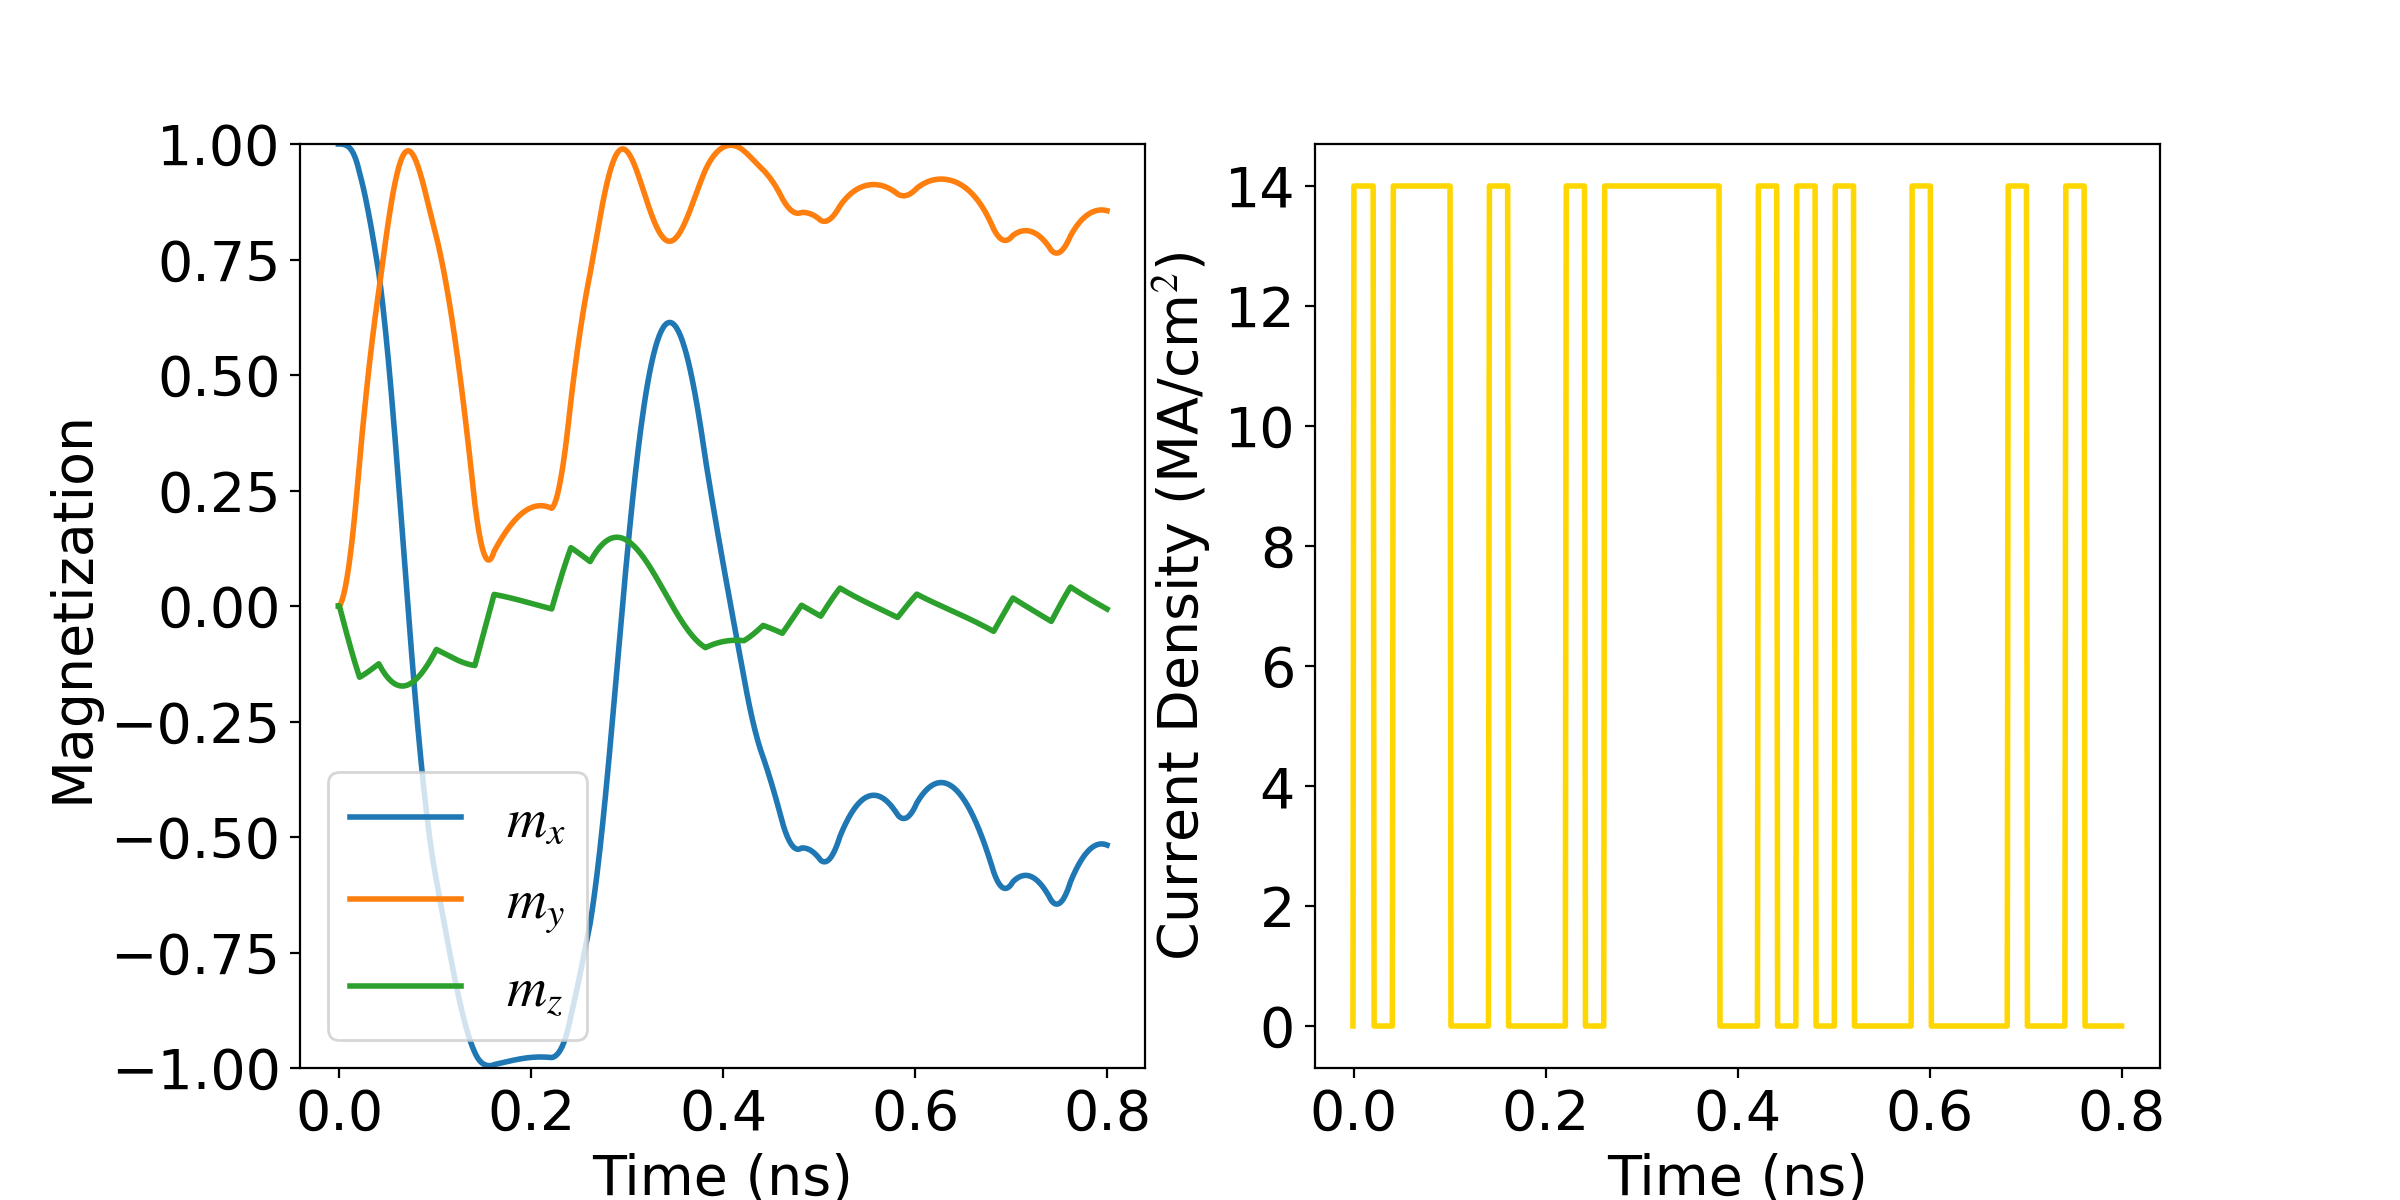 Magnetization
1.00
0.75
0.50
0.25
0.00
−0.25
−0.50
−0.75
−1.00
m_x
m_y
m_z
0.0 0.2 0.4 0.6 0.8
Time (ns)
Current Density (MA/cm²)
14
12
10
8
6
4
2
0
0.0 0.2 0.4 0.6 0.8
Time (ns)